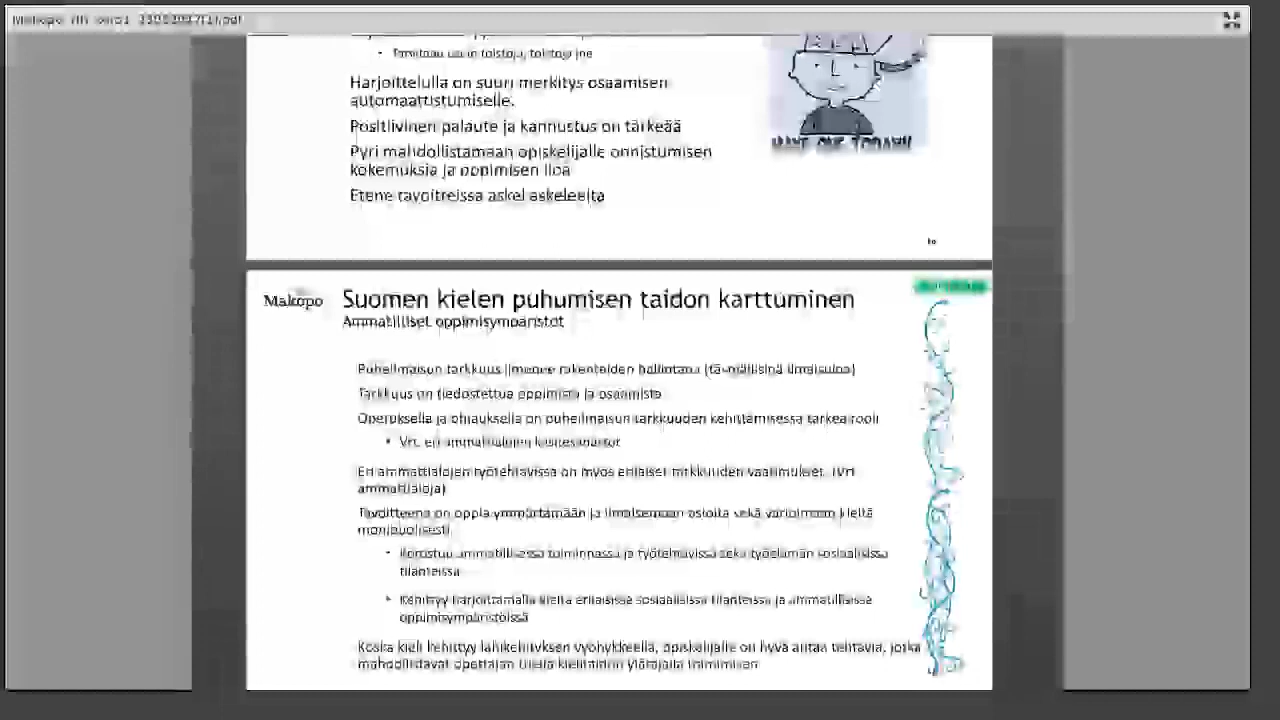 Harjoittelulla on suuri merkitys osaamisen
automaattistumiselle.
Positiivinen palaute ja kannustus on tärkeää
Pyri mahdollistamaan opiskelijalle onnistumisen
kokemuksia ja oppimisen iloa
Etene tavoitteissa askel askeleelta
Makopo
Suomen kielen puhumisen taidon karttuminen
Ammatilliset oppimisympäristöt
Puheilmaisun tarkkuus ilmenee rakenteiden hallintana
Tarkkuus on tiedostettua oppimista ja osaamista
Opetuksella ja ohjauksella on puheilmaisun tarkkuuden kehittämisessä tärkeä rooli
Vrt. eri ammattialojen
Eri ammattialojen työtehtävissä on myös erilaiset tarkkuuden vaatimukset. (Vrt
ammattialoja)
Tavoitteena on oppia ymmärtämään ja ilmaisemaan asioita sekä varioimaan kieltä
monipuolisesti
Korostuu ammatillisessa toiminnassa ja työtehtävissä sekä työelämän sosiaalisissa
tilanteissa
Kehittyy harjoittamalla kieltä erilaisissa sosiaalisissa tilanteissa ja ammatillisissa
oppimisympäristöissä
Koska kieli kehittyy lähikehityksen vyöhykkeellä, opiskelijalle on hyvä antaa tehtäviä, jotka
mahdollistavat opettajan tuella kielitaidon ylärajalla toimimisen